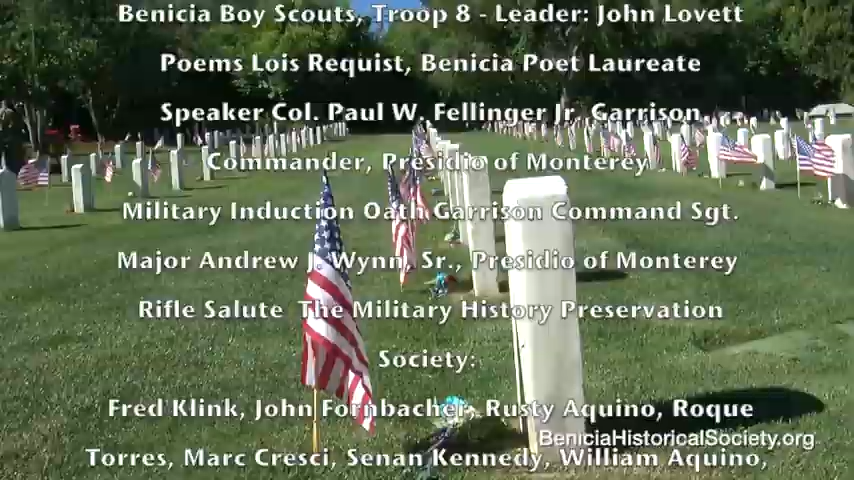 Benicia Boy Scouts, Troop 8 - Leader: John Lovett
Poems Lois Requist, Benicia Poet Laureate
Speaker Col. Paul W. Fellinger Jr. Garrison
Commander, Presidio of Monterey
Military Induction Oath Garrison Command Sgt.
Major Andrew J. Wynn, Sr., Presidio of Monterey
Rifle Salute The Military History Preservation
Society:
Fred Klink, John Fornbacher, Rusty Aquino, Roque
BeniciaHistoricalSociety.org
Torres, Marc Cresci, Senan Kennedy, William Aquino,